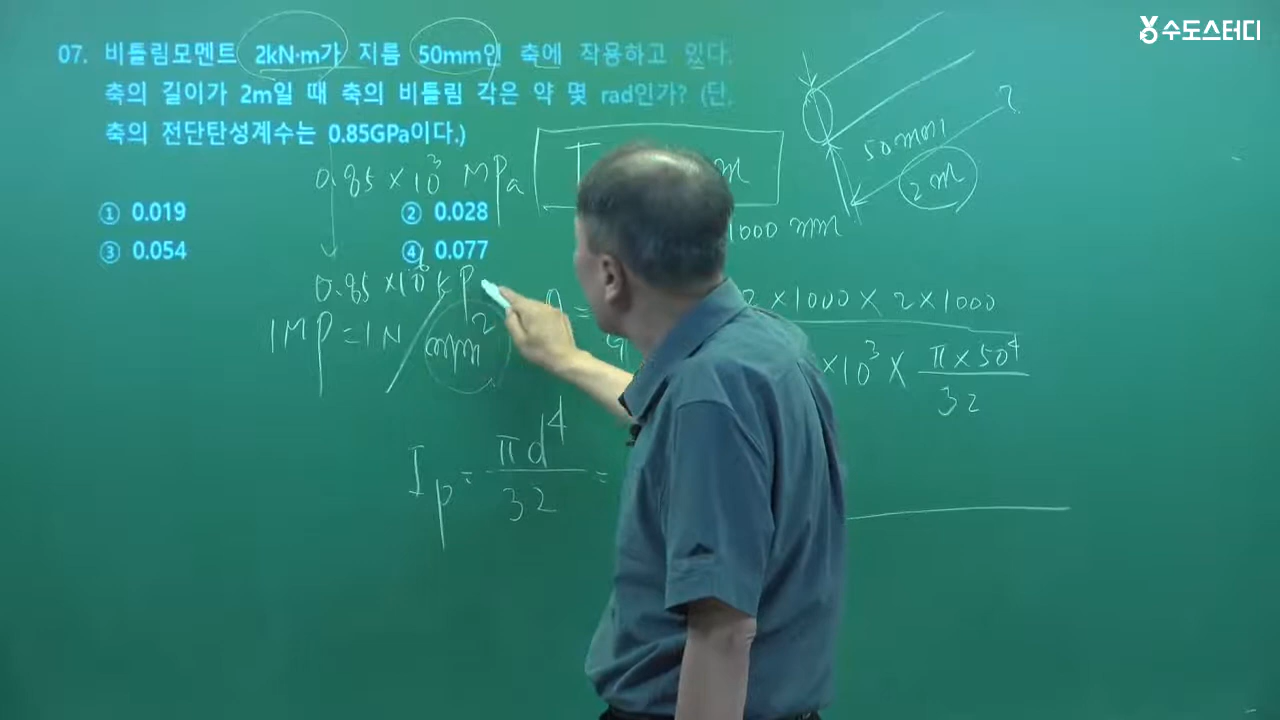 수도스터디
07. 비틀림모멘트 2kN·m가 지름 50mm인 축에 작용하고 있다.
축의 길이가 2m일 때 축의 비틀림 각은 약 몇 rad인가? (단,
축의 전단탄성계수는 0.85GPa이다.)
① 0.019
② 0.028
③ 0.054
④ 0.077
0.85 × 10³ MPa
50mm
2m
?
1000 mm
0.85 × 10⁶ kP
1MP = 1N / mm²
2 × 1000 × 2 × 1000
× 10³ × π × 50⁴ / 32
Ip = πd⁴ / 32 =